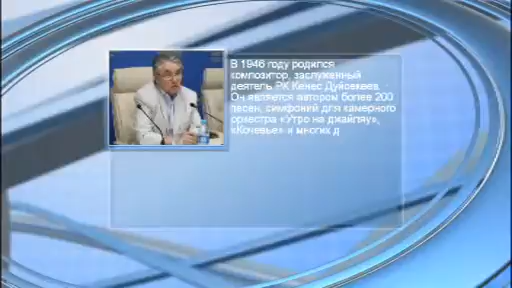 В 1946 году родился
композитор, заслуженный
деятель РК Кенес Дуйсекеев.
Он является автором более 200
песен, симфоний для камерного
оркестра «Утро на джайляу»,
«Кочевье» и многих д